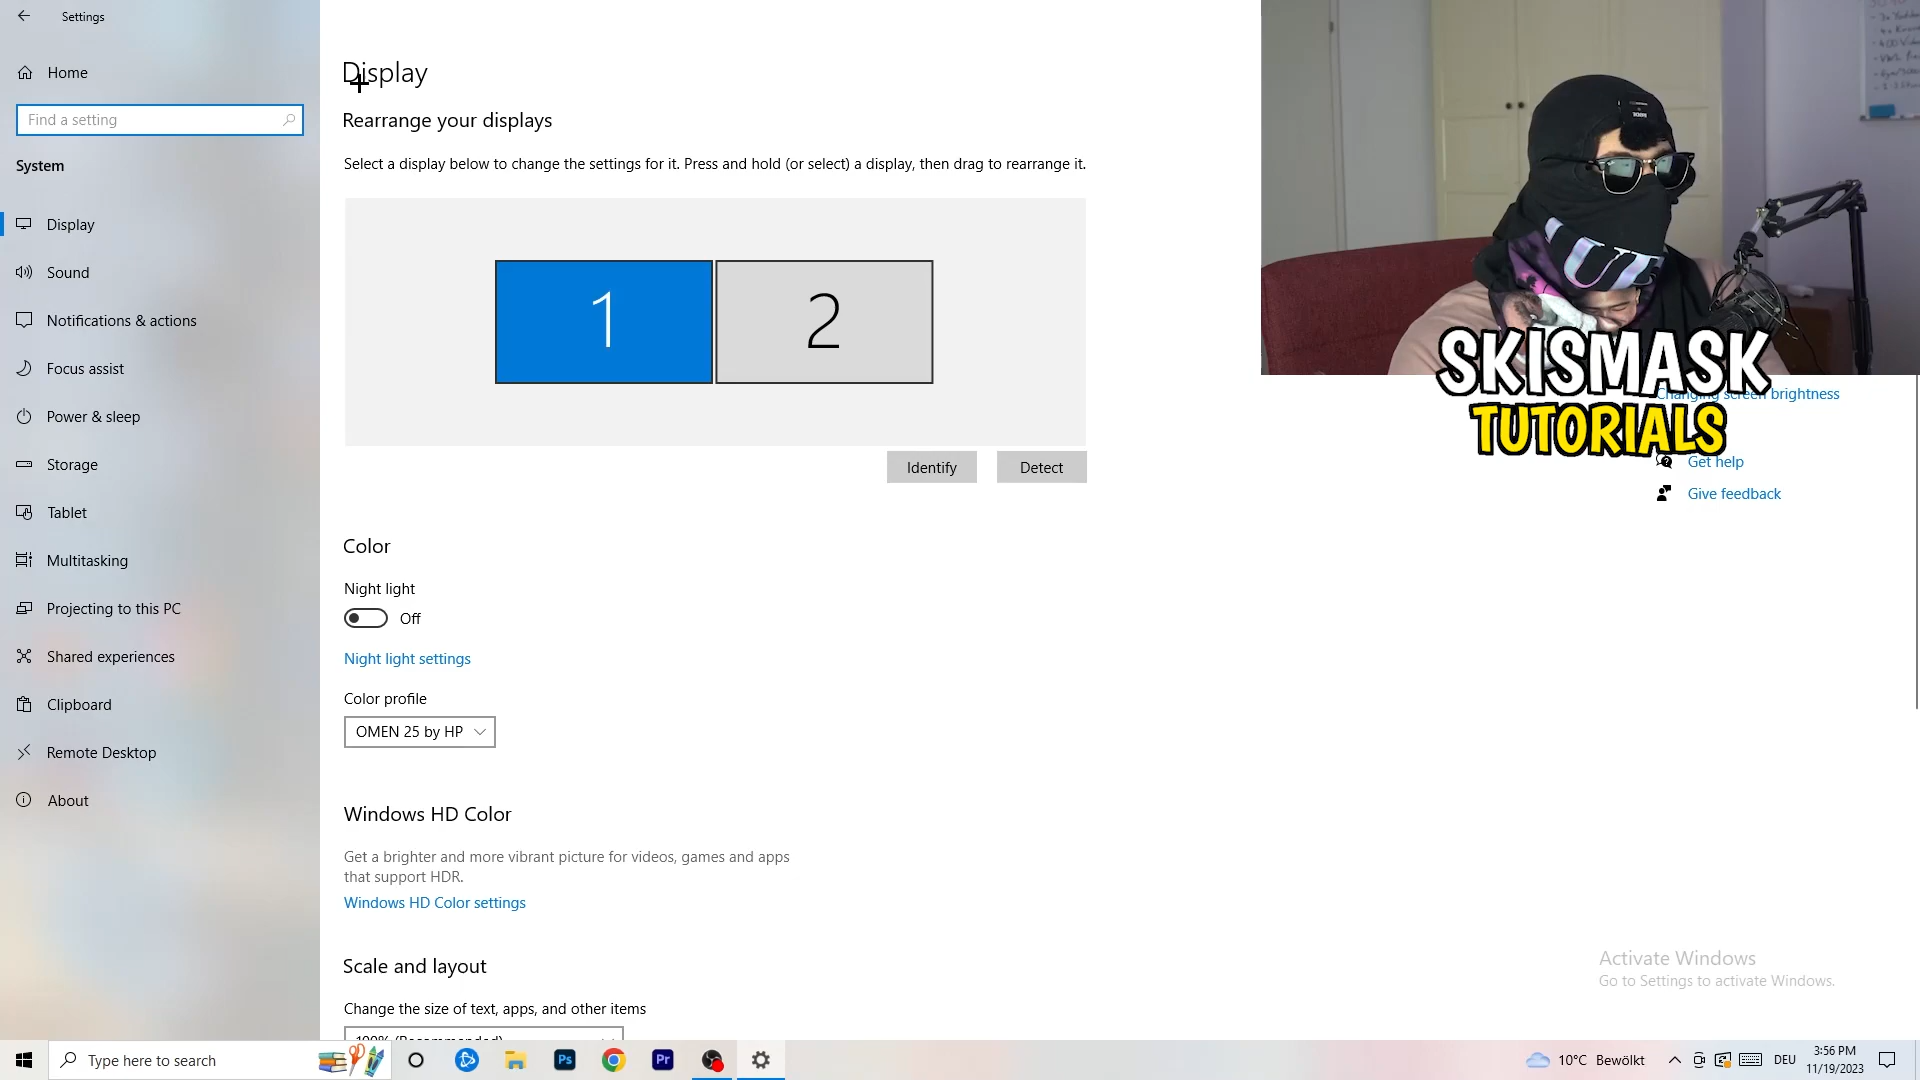 Settings
Home
Find a setting
System
Display
Sound
Notifications & actions
Focus assist
Power & sleep
Storage
Tablet
Multitasking
Projecting to this PC
Shared experiences
Clipboard
Remote Desktop
About
Display
Rearrange your displays
Select a display below to change the settings for it. Press and hold (or select) a display, then drag to rearrange it.
1
2
Identify
Detect
Color
Night light
Off
Night light settings
Color profile
OMEN 25 by HP
Windows HD Color
Get a brighter and more vibrant picture for videos, games and apps
that support HDR.
Windows HD Color settings
Scale and layout
Change the size of text, apps, and other items
100% (Recommended)
SKISMASK
TUTORIALS
Changing screen brightness
Get help
Give feedback
Activate Windows
Go to Settings to activate Windows.
Type here to search
Ps
Pr
10°C Bewölkt
DEU
3:56 PM
11/19/2023